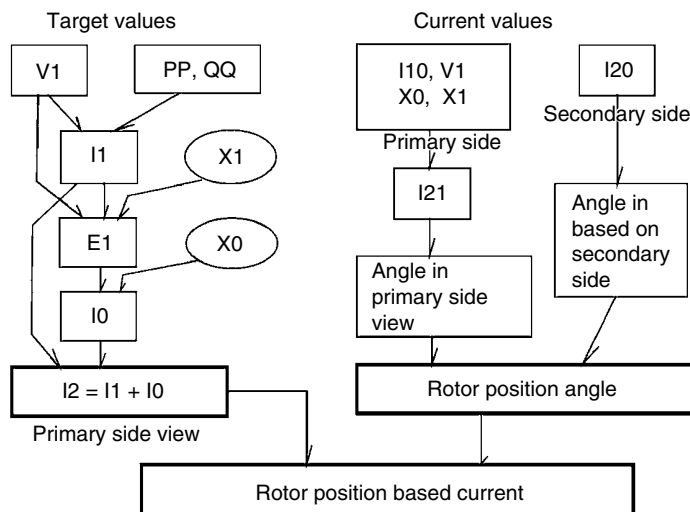 Target values
Current values
V1
PP, QQ
I10, V1
X0, X1
I20
Primary side
Secondary side
I1
X1
I21
E1
X0
Angle in
based on
secondary
side
Angle in
primary side
view
I0
I2 = I1 + I0
Rotor position angle
Primary side view
Rotor position based current